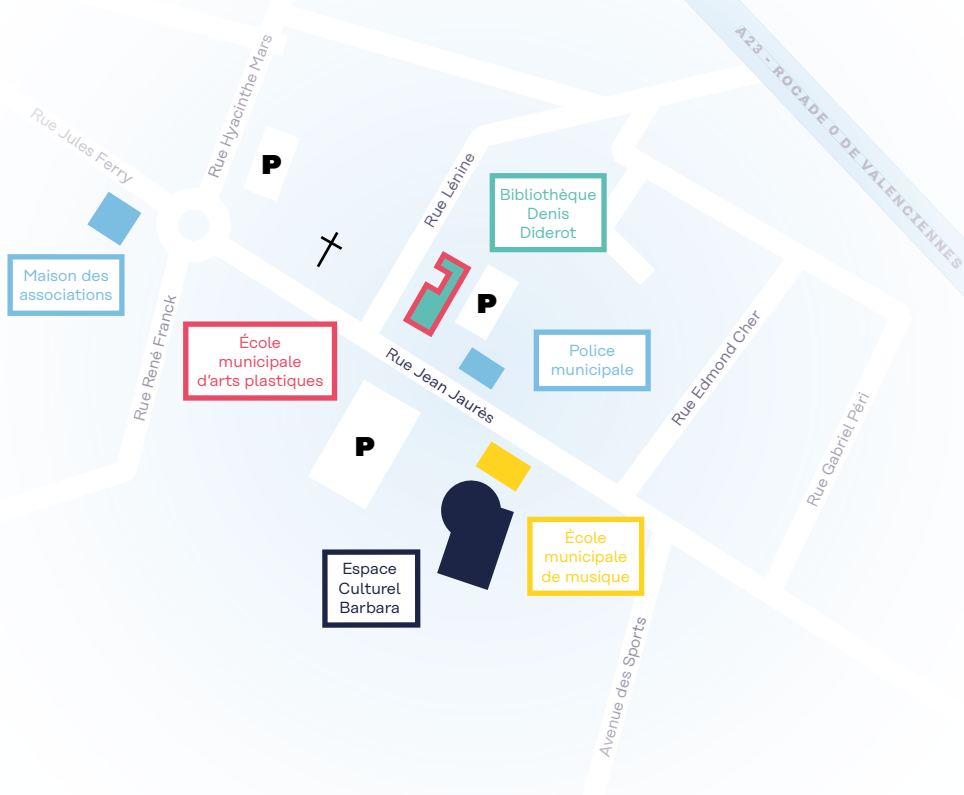 A23 - ROCADE O DE VALENCIENNES
Rue Hyacinthe Mars
Rue Jules Ferry
P
Rue Lénine
Bibliothèque
Denis
Diderot
Maison des
associations
P
Rue René Franck
École
municipale
d'arts plastiques
Police
municipale
Rue Jean Jaurès
Rue Edmond Cher
Rue Gabriel Péri
P
École
municipale
de musique
Espace
Culturel
Barbara
Avenue des Sports